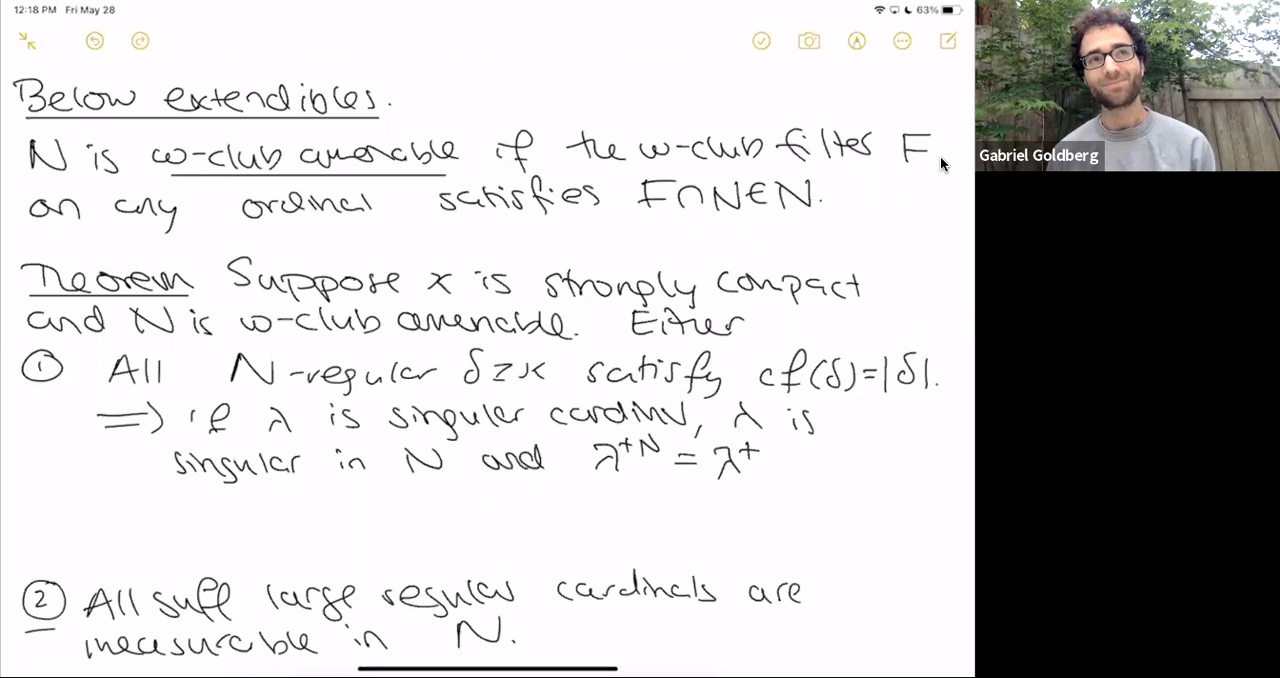 12:18 PM Fri May 28
63%
Below extendibles.
N is ω-club amenable if the ω-club filter F
on any ordinal satisfies F∩N∈N.
Gabriel Goldberg
Theorem Suppose κ is strongly compact
and N is ω-club amenable. Either
① All N-regular δ≥κ satisfy cf(δ)=|δ|.
⇒ if λ is singular cardinal, λ is
singular in N and λ⁺ᴺ = λ⁺
② All suff large regular cardinals are
measurable in N.